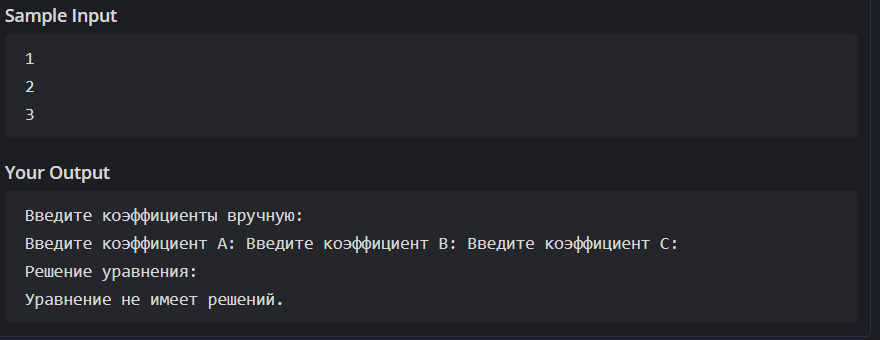 Sample Input
1
2
3
Your Output
Введите коэффициенты вручную:
Введите коэффициент A: Введите коэффициент B: Введите коэффициент C:
Решение уравнения:
Уравнение не имеет решений.